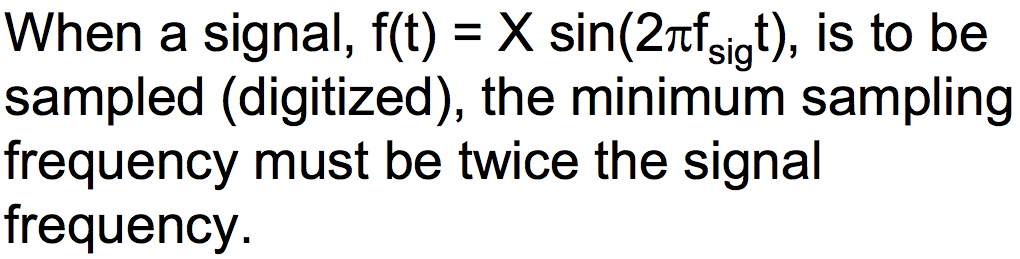 When a signal, f(t) = X sin(2πfsigt), is to be
sampled (digitized), the minimum sampling
frequency must be twice the signal
frequency.